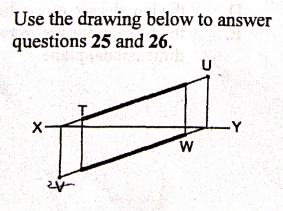 Use the drawing below to answer
questions 25 and 26.
U
T
X
Y
W
V